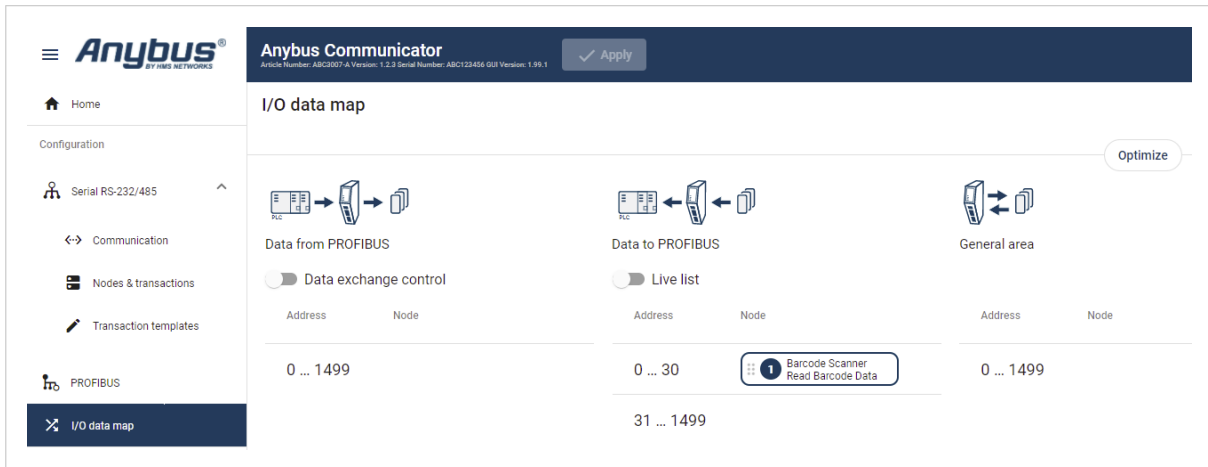 Anybus®
BY HMS NETWORKS
Anybus Communicator
Article Number: ABC3007-A Version: 1.2.3 Serial Number: ABC123456 GUI Version: 1.99.1
Apply
Home
Configuration
Serial RS-232/485
Communication
Nodes & transactions
Transaction templates
PROFIBUS
I/O data map
I/O data map
Optimize
PLC
Data from PROFIBUS
Data exchange control
Address Node
0 ... 1499
PLC
Data to PROFIBUS
Live list
Address Node
0 ... 30
1
Barcode Scanner
Read Barcode Data
31 ... 1499
General area
Address Node
0 ... 1499